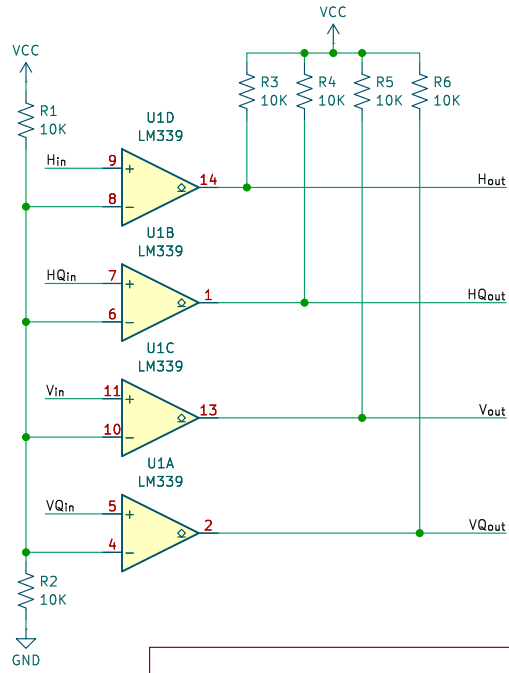 VCC
VCC
R1
10K
R3
10K
R4
10K
R5
10K
R6
10K
U1D
LM339
Hin
9
+
8
−
14
Hout
U1B
LM339
HQin
7
+
6
−
1
HQout
U1C
LM339
Vin
11
+
10
−
13
Vout
U1A
LM339
VQin
5
+
4
−
2
VQout
R2
10K
GND